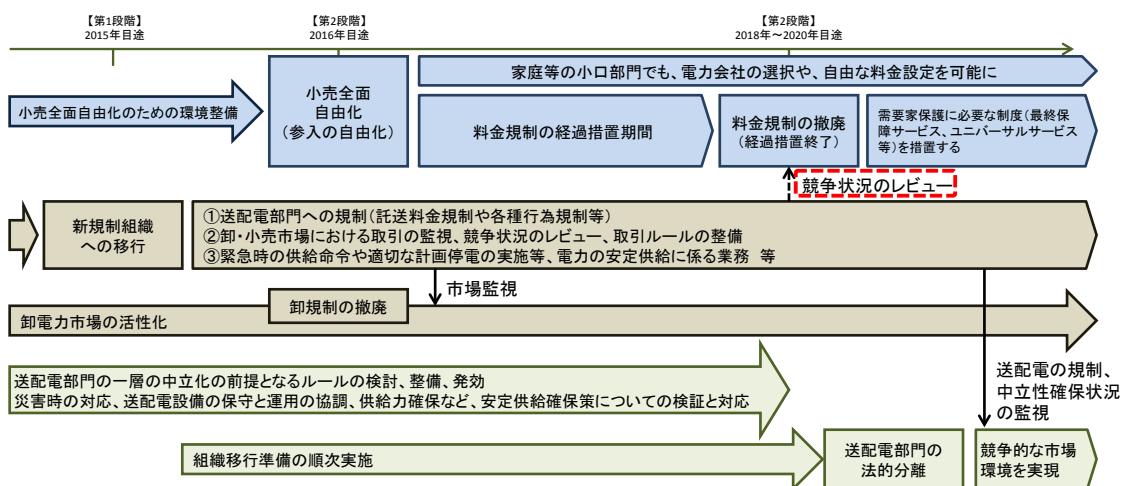 【第1段階】
2015年目途
【第2段階】
2016年目途
【第2段階】
2018年～2020年目途
家庭等の小口部門でも、電力会社の選択や、自由な料金設定を可能に
小売全面自由化のための環境整備
小売全面
自由化
(参入の自由化)
料金規制の経過措置期間
料金規制の撤廃
(経過措置終了)
需要家保護に必要な制度(最終保
障サービス、ユニバーサルサービス
等)を措置する
競争状況のレビュー
新規制組織
への移行
①送配電部門への規制(託送料金規制や各種行為規制等)
②卸・小売市場における取引の監視、競争状況のレビュー、取引ルールの整備
③緊急時の供給命令や適切な計画停電の実施等、電力の安定供給に係る業務 等
市場監視
卸規制の撤廃
卸電力市場の活性化
送配電部門の一層の中立化の前提となるルールの検討、整備、発効
災害時の対応、送配電設備の保守と運用の協調、供給力確保など、安定供給確保策についての検証と対応
送配電の規制、
中立性確保状況
の監視
組織移行準備の順次実施
送配電部門の
法的分離
競争的な市場
環境を実現